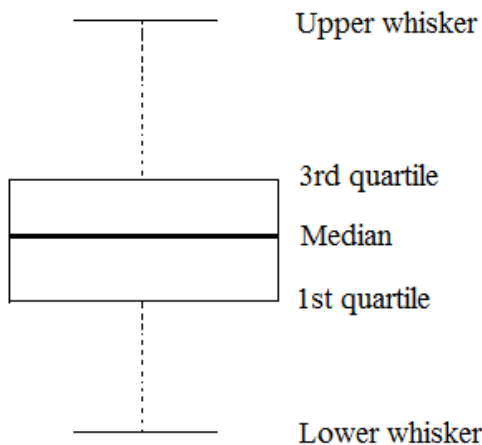 Upper whisker
3rd quartile
Median
1st quartile
Lower whisker